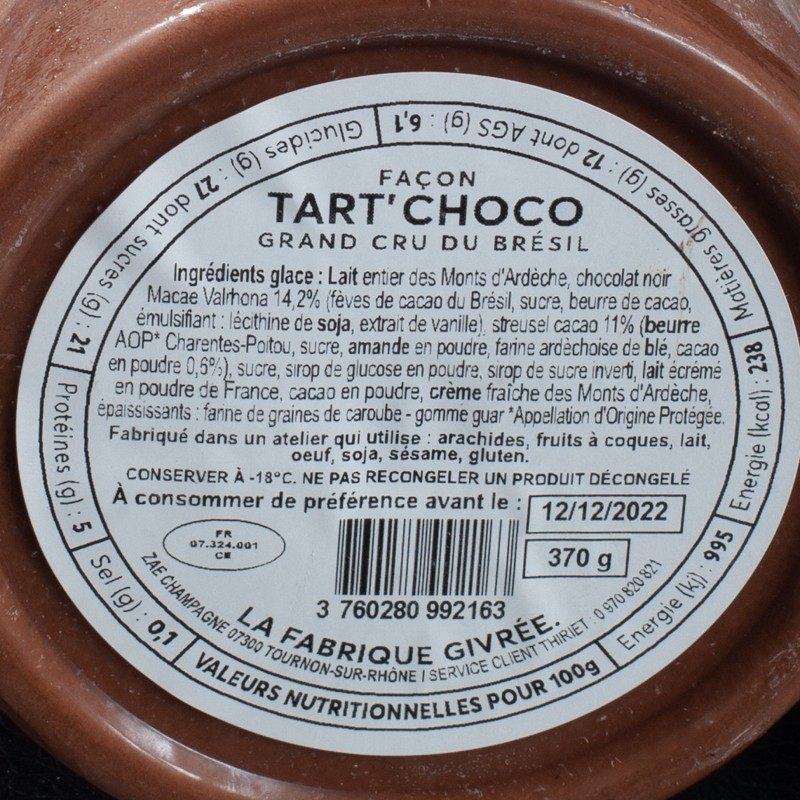 FAÇON
TART'CHOCO
GRAND CRU DU BRÉSIL
Ingrédients glace : Lait entier des Monts d'Ardèche, chocolat noir
Macae Valrhona 14,2% (fèves de cacao du Brésil, sucre, beurre de cacao,
émulsifiant : lécithine de soja, extrait de vanille), streusel cacao 11% (beurre
AOP* Charentes-Poitou, sucre, amande en poudre, farine ardèchoise de blé, cacao
en poudre 0,6%), sucre, sirop de glucose en poudre, sirop de sucre inverti, lait écrémé
en poudre de France, cacao en poudre, crème fraîche des Monts d'Ardèche,
épaississants : farine de graines de caroube - gomme guar *Appellation d'Origine Protégée.
Fabriqué dans un atelier qui utilise : arachides, fruits à coques, lait,
oeuf, soja, sésame, gluten.
CONSERVER À -18°C. NE PAS RECONGELER UN PRODUIT DÉCONGELÉ
À consommer de préférence avant le : 12/12/2022
370 g
FR
07.324.001
CE
3 760280 992163
LA FABRIQUE GIVRÉE.
ZAE CHAMPAGNE 07300 TOURNON-SUR-RHÔNE I SERVICE CLIENT THIRIET : 0 970 820 821
VALEURS NUTRITIONNELLES POUR 100g
Energie (kj) : 995
Energie (kcal) : 238
Matières grasses (g) : 12 dont AGS (g) : 6,1
Glucides (g) : 27 dont sucres (g) : 21
Protéines (g) : 5
Sel (g) : 0,1